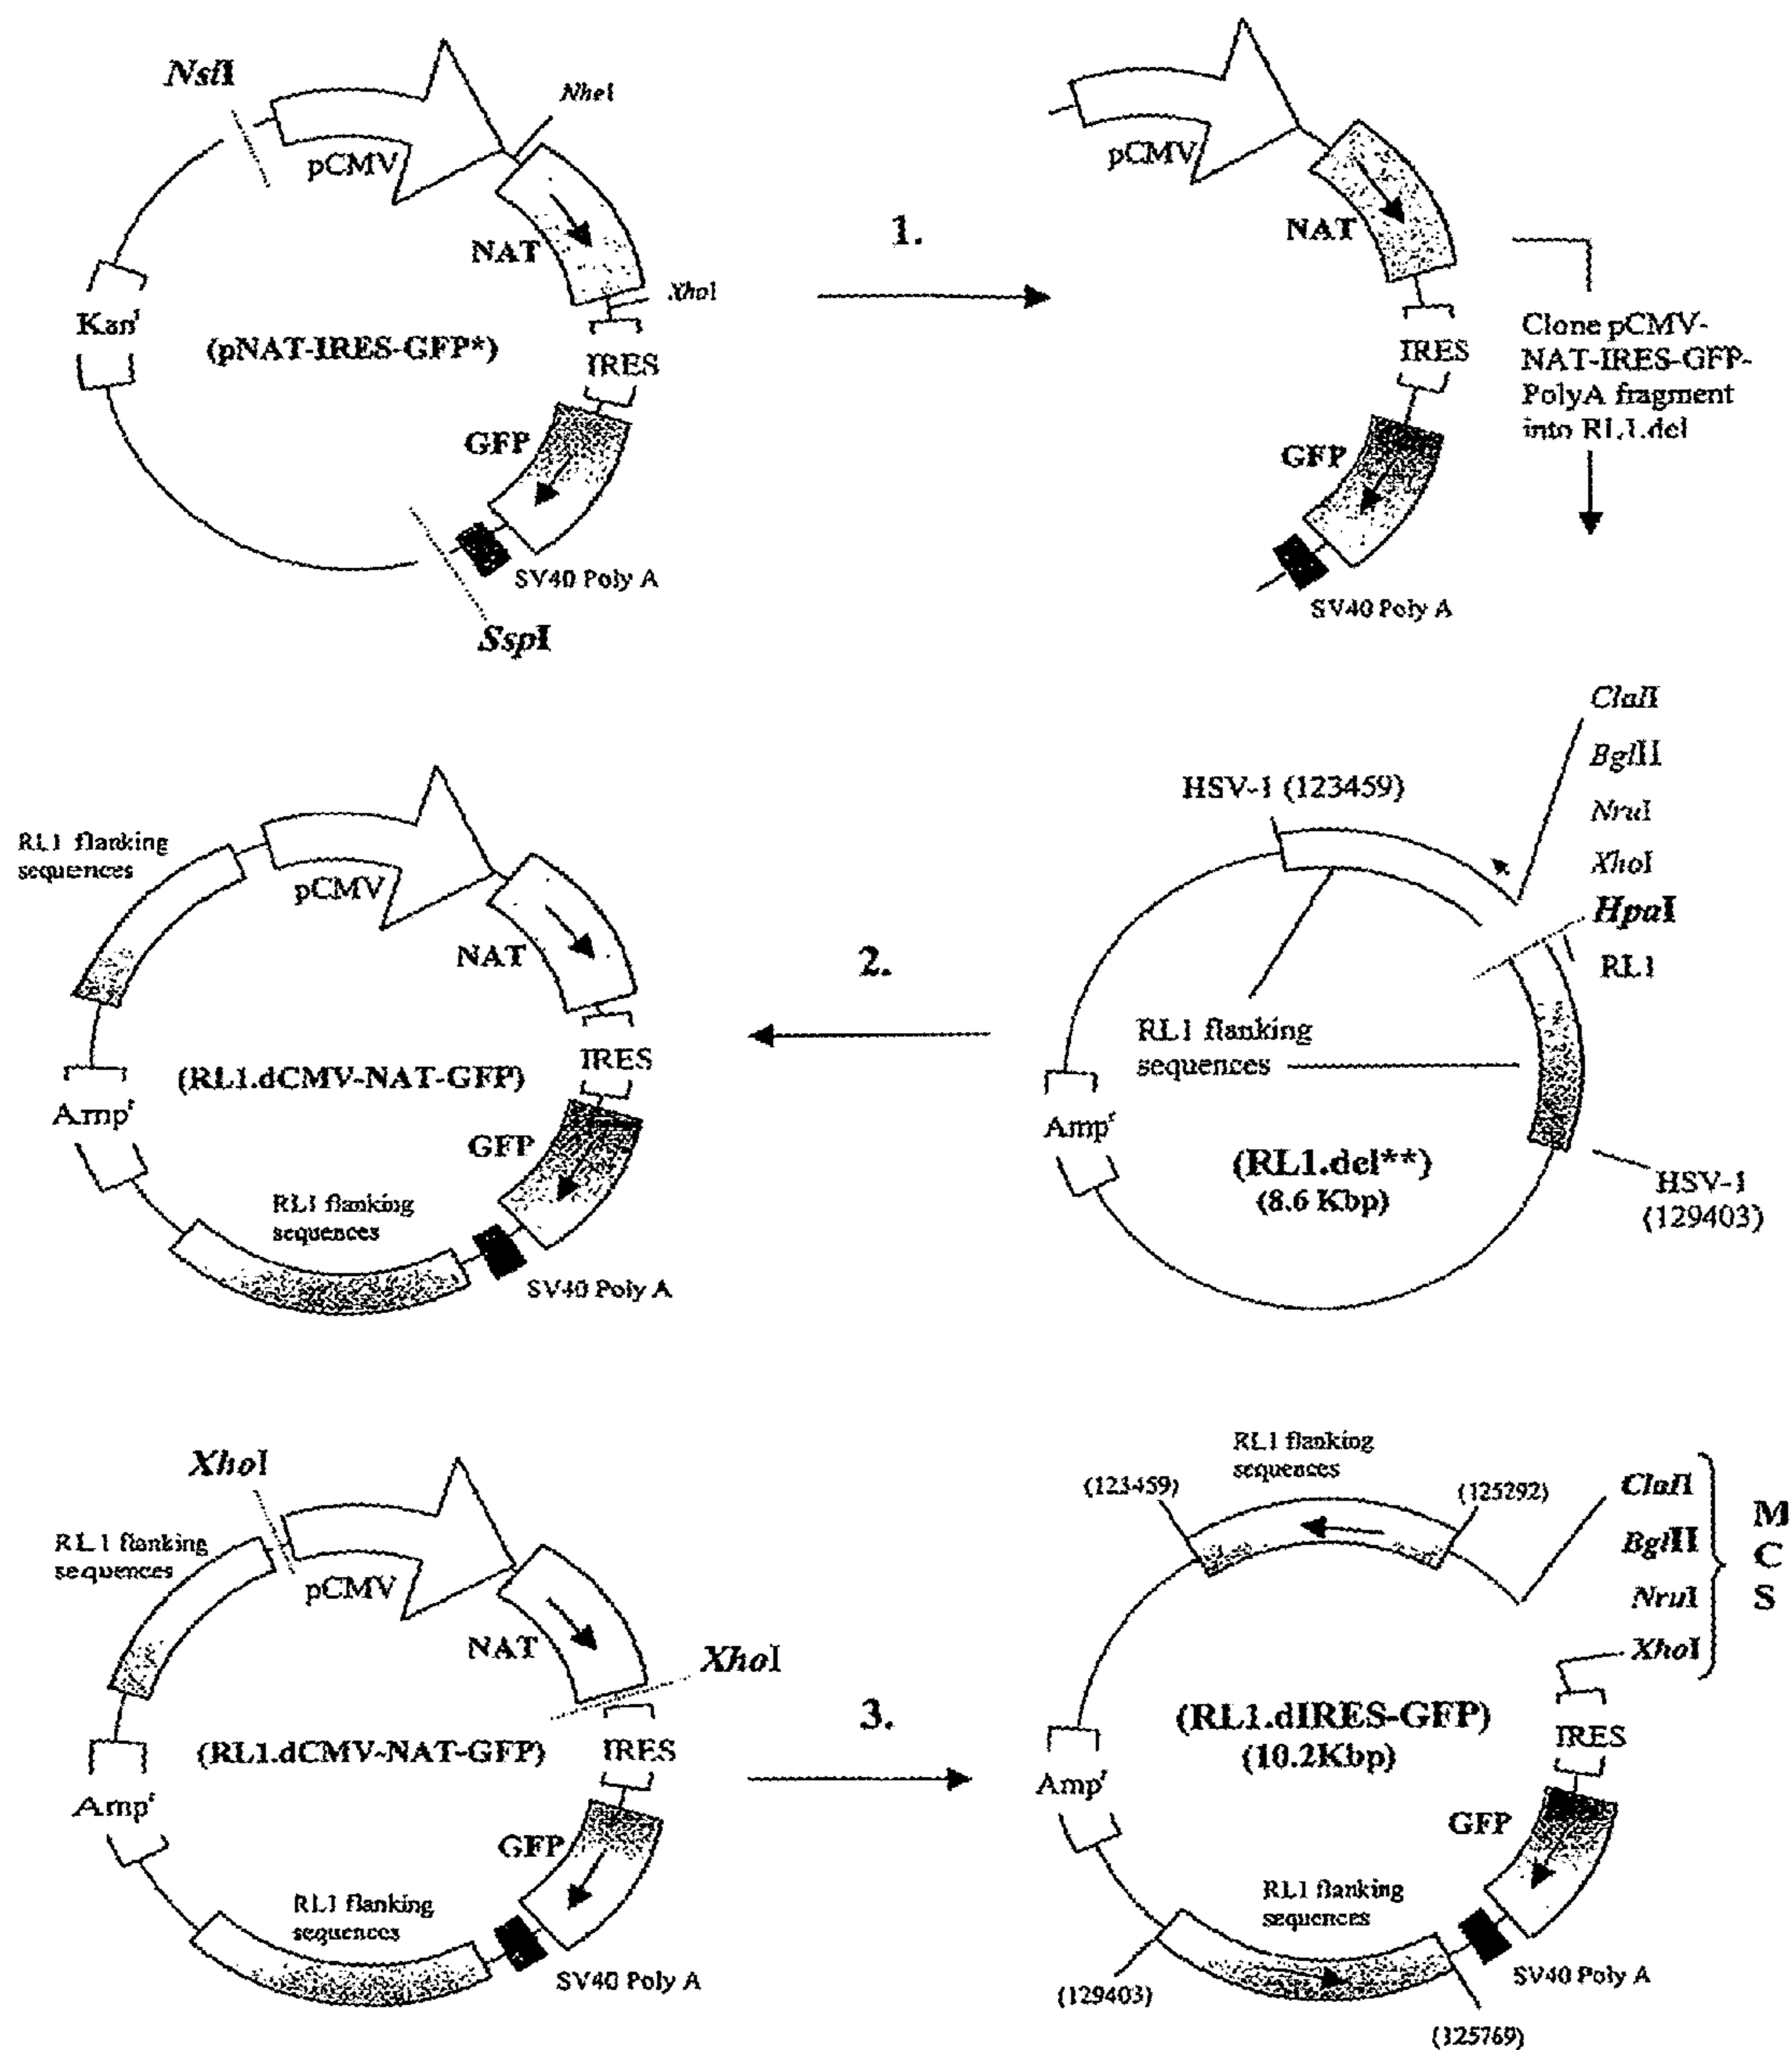 NsiI
NheI
pCMV
NAT
XhoI
Kanr
(pNAT-IRES-GFP*)
IRES
GFP
SV40 Poly A
SspI
1.
pCMV
NAT
IRES
GFP
SV40 Poly A
Clone pCMV-
NAT-IRES-GFP-
PolyA fragment
into RL1.del
RL1 flanking
sequences
pCMV
NAT
IRES
(RL1.dCMV-NAT-GFP)
Ampr
GFP
RL1 flanking
sequences
SV40 Poly A
2.
HSV-1 (123459)
ClaII
BglII
NruI
XhoI
HpaI
RL1
RL1 flanking
sequences
Ampr
(RL1.del**)
(8.6 Kbp)
HSV-1
(129403)
XhoI
RL1 flanking
sequences
pCMV
NAT
XhoI
(RL1.dCMV-NAT-GFP)
IRES
Ampr
GFP
RL1 flanking
sequences
SV40 Poly A
3.
RL1 flanking
sequences
(123459)
(125292)
ClaII
BglII
NruI
XhoI
M
C
S
(RL1.dIRES-GFP)
(10.2Kbp)
IRES
Ampr
GFP
RL1 flanking
sequences
SV40 Poly A
(129403)
(125769)